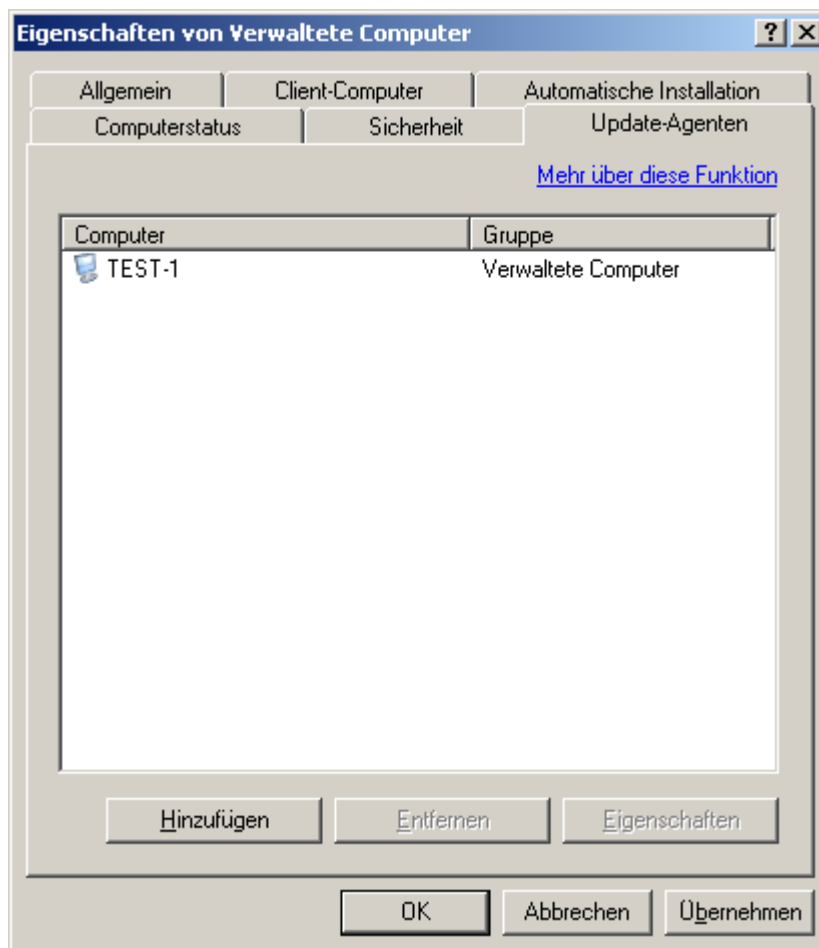 Eigenschaften von Verwaltete Computer
Allgemein Client-Computer Automatische Installation
Computerstatus Sicherheit Update-Agenten
Mehr über diese Funktion
Computer Gruppe
TEST-1 Verwaltete Computer
Hinzufügen Entfernen Eigenschaften
OK Abbrechen Übernehmen